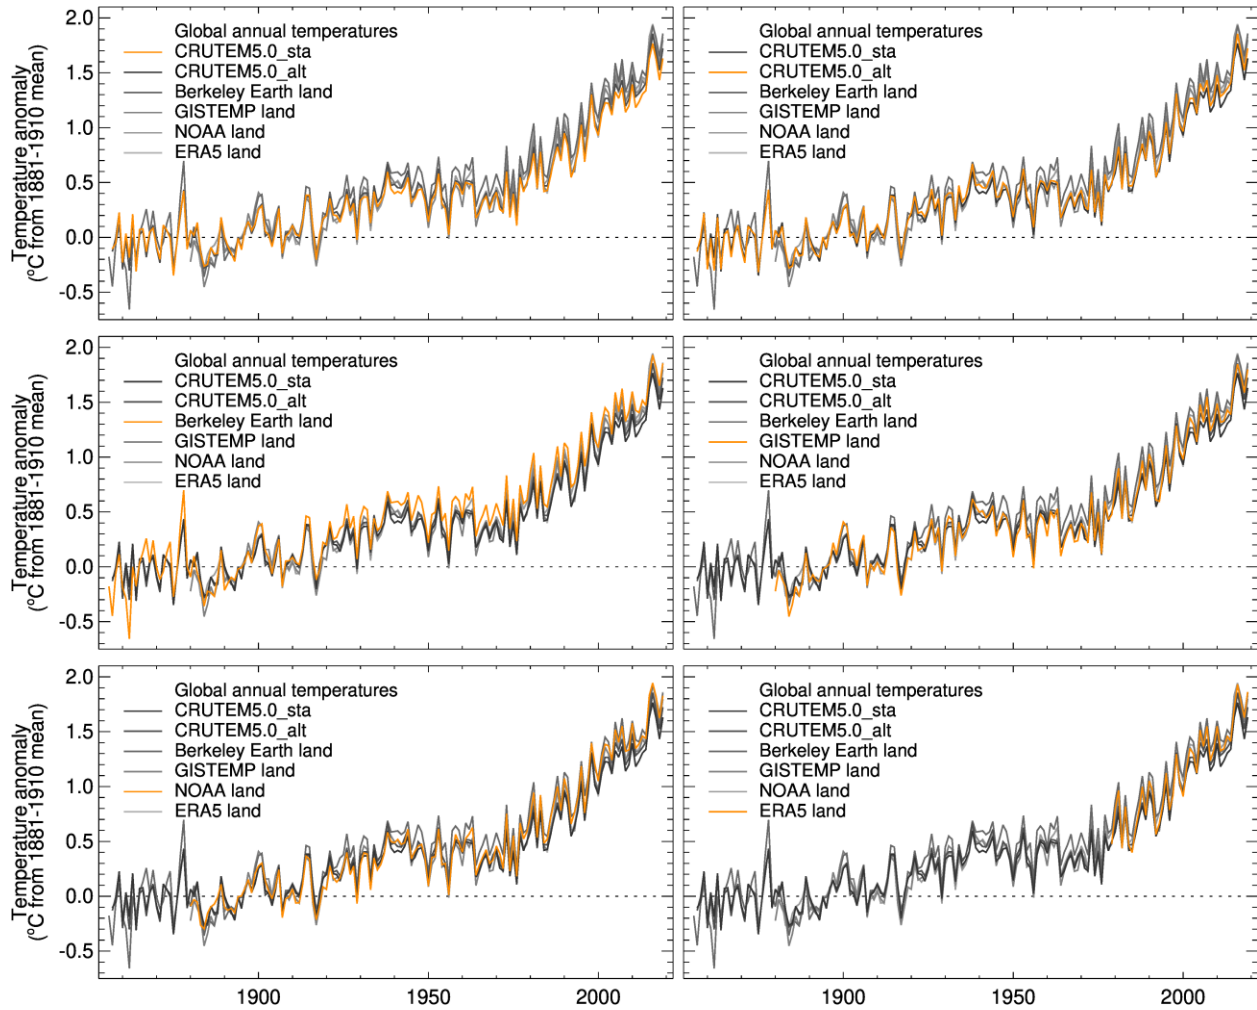 2.0
1.5
1.0
0.5
0.0
-0.5
Temperature anomaly
(ºC from 1881-1910 mean)
Global annual temperatures
CRUTEM5.0_sta
CRUTEM5.0_alt
Berkeley Earth land
GISTEMP land
NOAA land
ERA5 land
Global annual temperatures
CRUTEM5.0_sta
CRUTEM5.0_alt
Berkeley Earth land
GISTEMP land
NOAA land
ERA5 land
2.0
1.5
1.0
0.5
0.0
-0.5
Temperature anomaly
(ºC from 1881-1910 mean)
Global annual temperatures
CRUTEM5.0_sta
CRUTEM5.0_alt
Berkeley Earth land
GISTEMP land
NOAA land
ERA5 land
Global annual temperatures
CRUTEM5.0_sta
CRUTEM5.0_alt
Berkeley Earth land
GISTEMP land
NOAA land
ERA5 land
2.0
1.5
1.0
0.5
0.0
-0.5
Temperature anomaly
(ºC from 1881-1910 mean)
Global annual temperatures
CRUTEM5.0_sta
CRUTEM5.0_alt
Berkeley Earth land
GISTEMP land
NOAA land
ERA5 land
Global annual temperatures
CRUTEM5.0_sta
CRUTEM5.0_alt
Berkeley Earth land
GISTEMP land
NOAA land
ERA5 land
1900 1950 2000
1900 1950 2000